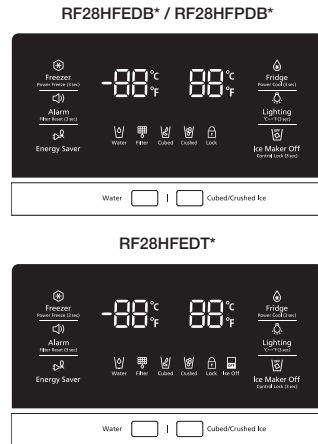 RF28HFEDB* / RF28HFPDB*
Freezer
Power Freeze (3 sec)
Alarm
Filter Reset (3 sec)
Energy Saver
-88°C °F
88°C °F
Water Filter Cubed Crushed Lock
Fridge
Power Cool (3 sec)
Lighting
°C↔°F (3 sec)
Ice Maker Off
Control Lock (3 sec)
Water
Cubed/Crushed Ice
RF28HFEDT*
Freezer
Power Freeze (3 sec)
Alarm
Filter Reset (3 sec)
Energy Saver
-88°C °F
88°C °F
Water Filter Cubed Crushed Lock Ice Off
Fridge
Power Cool (3 sec)
Lighting
°C↔°F (3 sec)
Ice Maker Off
Control Lock (3 sec)
Water
Cubed/Crushed Ice